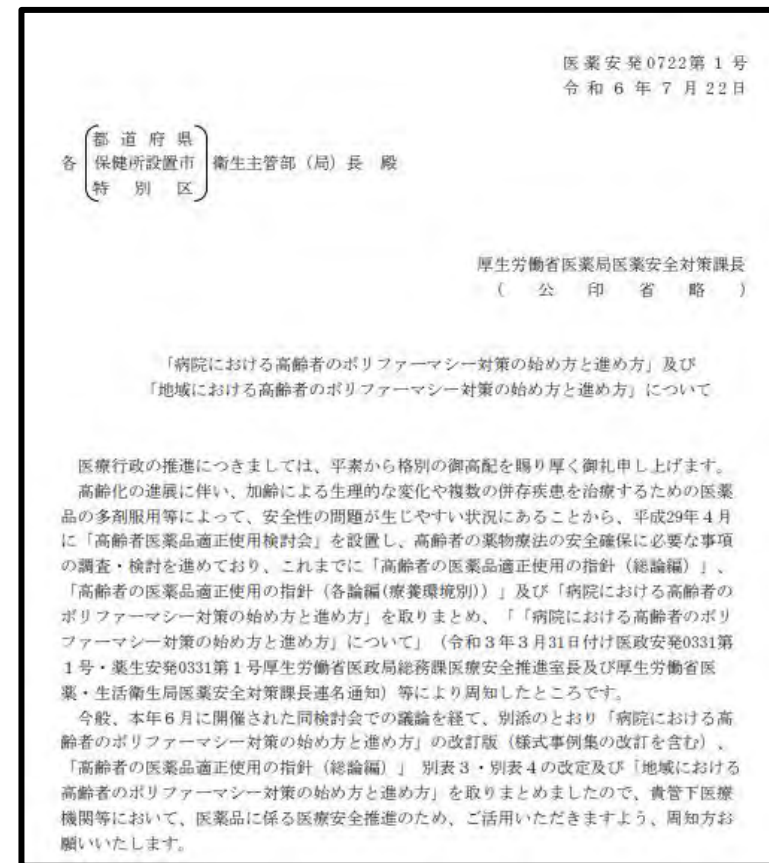 医薬安発0722第1号
令和6年7月22日
都道府県
各 保健所設置市 衛生主管部（局）長 殿
特別区
厚生労働省医薬局医薬安全対策課長
（公印省略）
「病院における高齢者のポリファーマシー対策の始め方と進め方」及び
「地域における高齢者のポリファーマシー対策の始め方と進め方」について
医療行政の推進につきましては、平素から格別の御高配を賜り厚く御礼申し上げます。
高齢化の進展に伴い、加齢による生理的な変化や複数の併存疾患を治療するための医薬
品の多剤服用等によって、安全性の問題が生じやすい状況にあることから、平成29年４月
に「高齢者医薬品適正使用検討会」を設置し、高齢者の薬物療法の安全確保に必要な事項
の調査・検討を進めており、これまでに「高齢者の医薬品適正使用の指針（総論編）」、
「高齢者の医薬品適正使用の指針（各論編(療養環境別)）」及び「病院における高齢者の
ポリファーマシー対策の始め方と進め方」を取りまとめ、「「病院における高齢者のポリ
ファーマシー対策の始め方と進め方」について」（令和３年３月31日付け医政安発0331第
１号・薬生安発0331第１号厚生労働省医政局総務課医療安全推進室長及び厚生労働省医
薬・生活衛生局医薬安全対策課長連名通知）等により周知したところです。
今般、本年６月に開催された同検討会での議論を経て、別添のとおり「病院における高
齢者のポリファーマシー対策の始め方と進め方」の改訂版（様式事例集の改訂を含む）、
「高齢者の医薬品適正使用の指針（総論編）」 別表３・別表４の改定及び「地域における
高齢者のポリファーマシー対策の始め方と進め方」を取りまとめましたので、貴管下医療
機関等において、医薬品に係る医療安全推進のため、ご活用いただきますよう、周知方お
願いいたします。